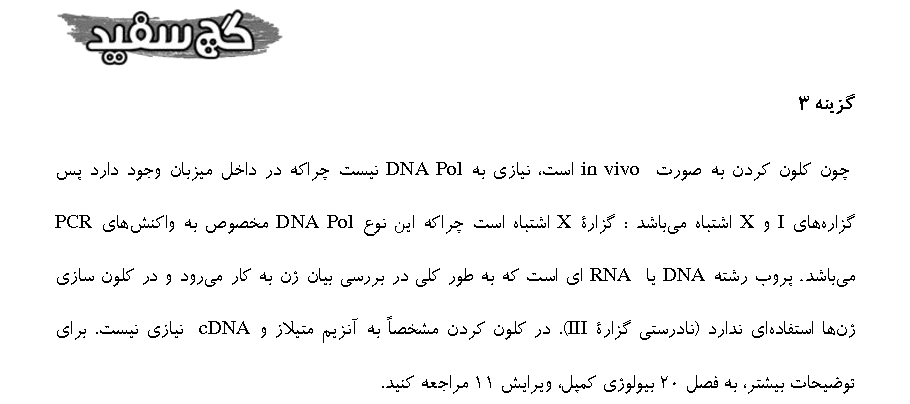 گچ سفید
گزینه ۳
چون کلون کردن به صورت in vivo است، نیازی به DNA Pol نیست چراکه در داخل میزبان وجود دارد پس
گزاره‌های I و X اشتباه می‌باشد : گزارهٔ X اشتباه است چراکه این نوع DNA Pol مخصوص به واکنش‌های PCR
می‌باشد. پروب رشته DNA یا RNA ای است که به طور کلی در بررسی بیان ژن به کار می‌رود و در کلون سازی
ژن‌ها استفاده‌ای ندارد (نادرستی گزارهٔ III). در کلون کردن مشخصاً به آنزیم متیلاز و cDNA نیازی نیست. برای
توضیحات بیشتر، به فصل ۲۰ بیولوژی کمپل، ویرایش ۱۱ مراجعه کنید.